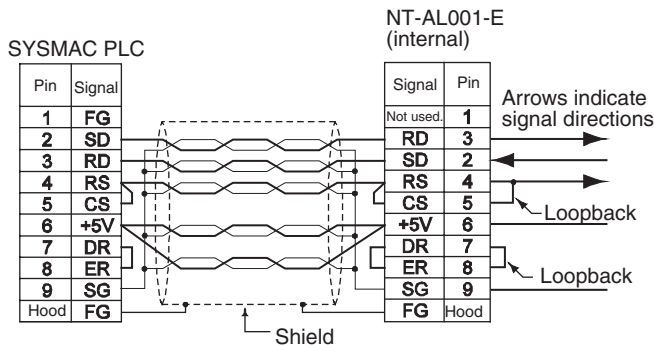 NT-AL001-E
(internal)
SYSMAC PLC
Pin Signal
1 FG
2 SD
3 RD
4 RS
5 CS
6 +5V
7 DR
8 ER
9 SG
Hood FG
Signal Pin
Not used. 1
RD 3
SD 2
RS 4
CS 5
+5V 6
DR 7
ER 8
SG 9
FG Hood
Arrows indicate
signal directions
Loopback
Loopback
Shield